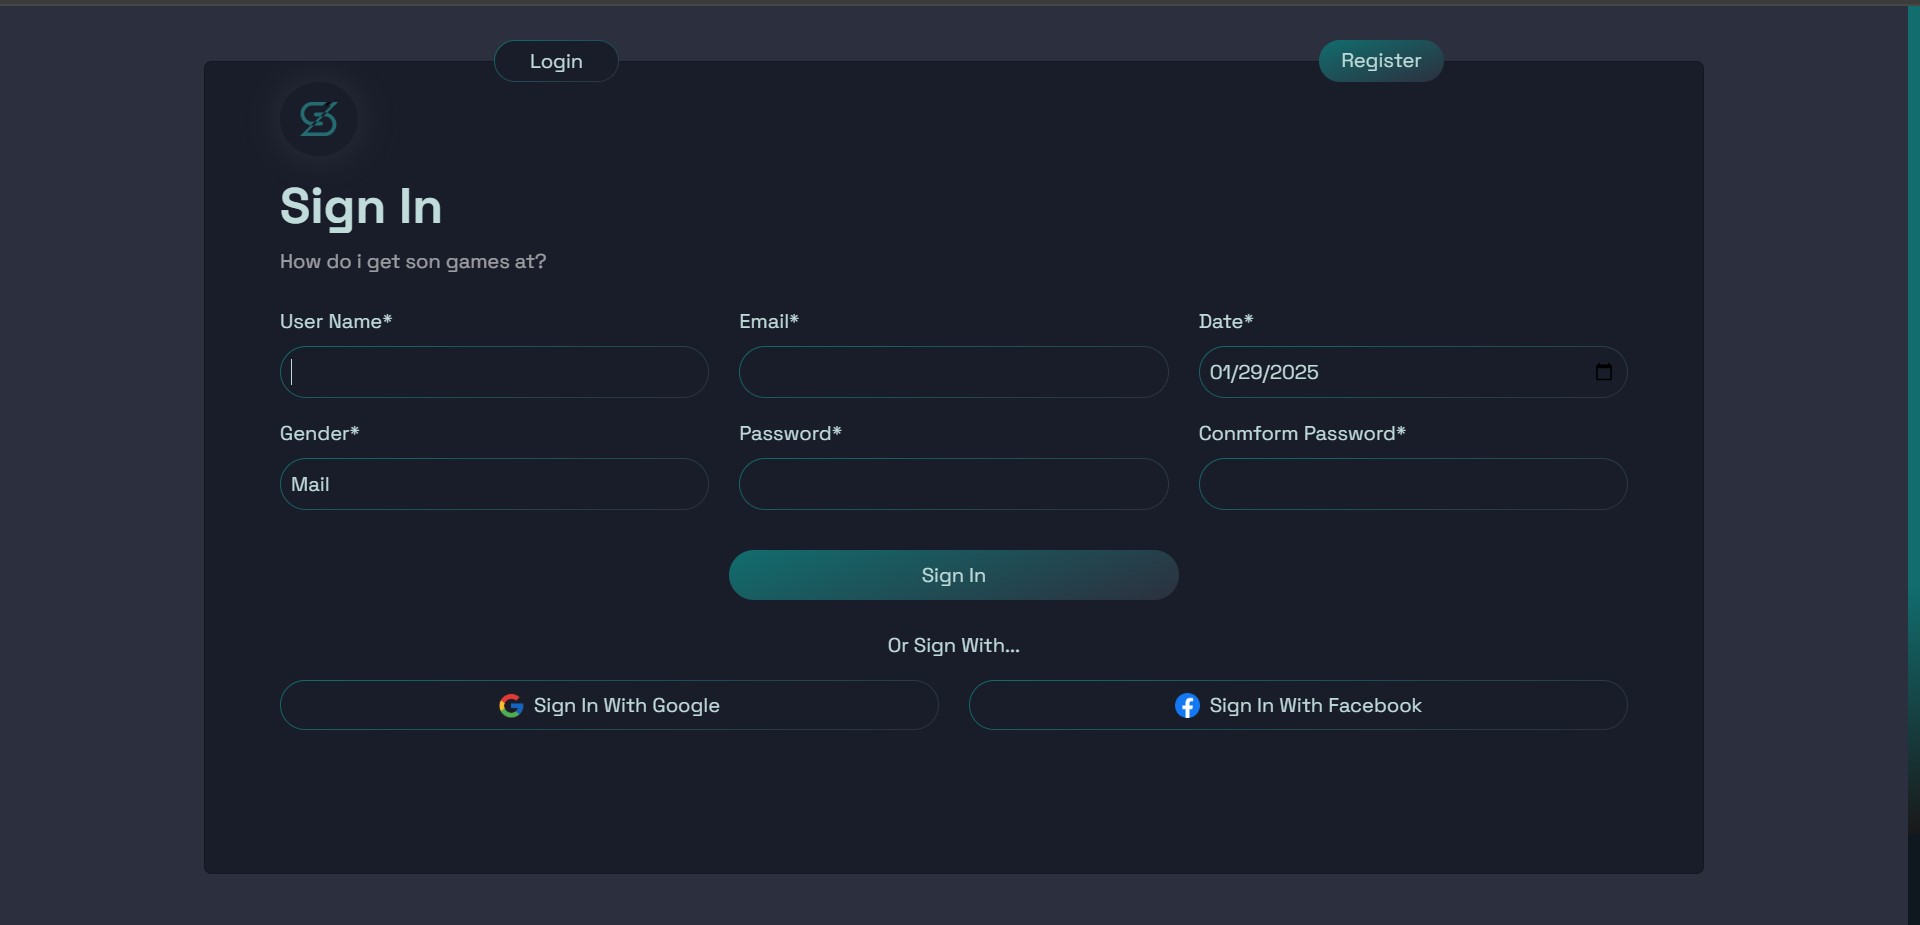 Login
Register
Sign In
How do i get son games at?
User Name*
Email*
Date*
01/29/2025
Gender*
Password*
Conmform Password*
Mail
Sign In
Or Sign With...
Sign In With Google
Sign In With Facebook